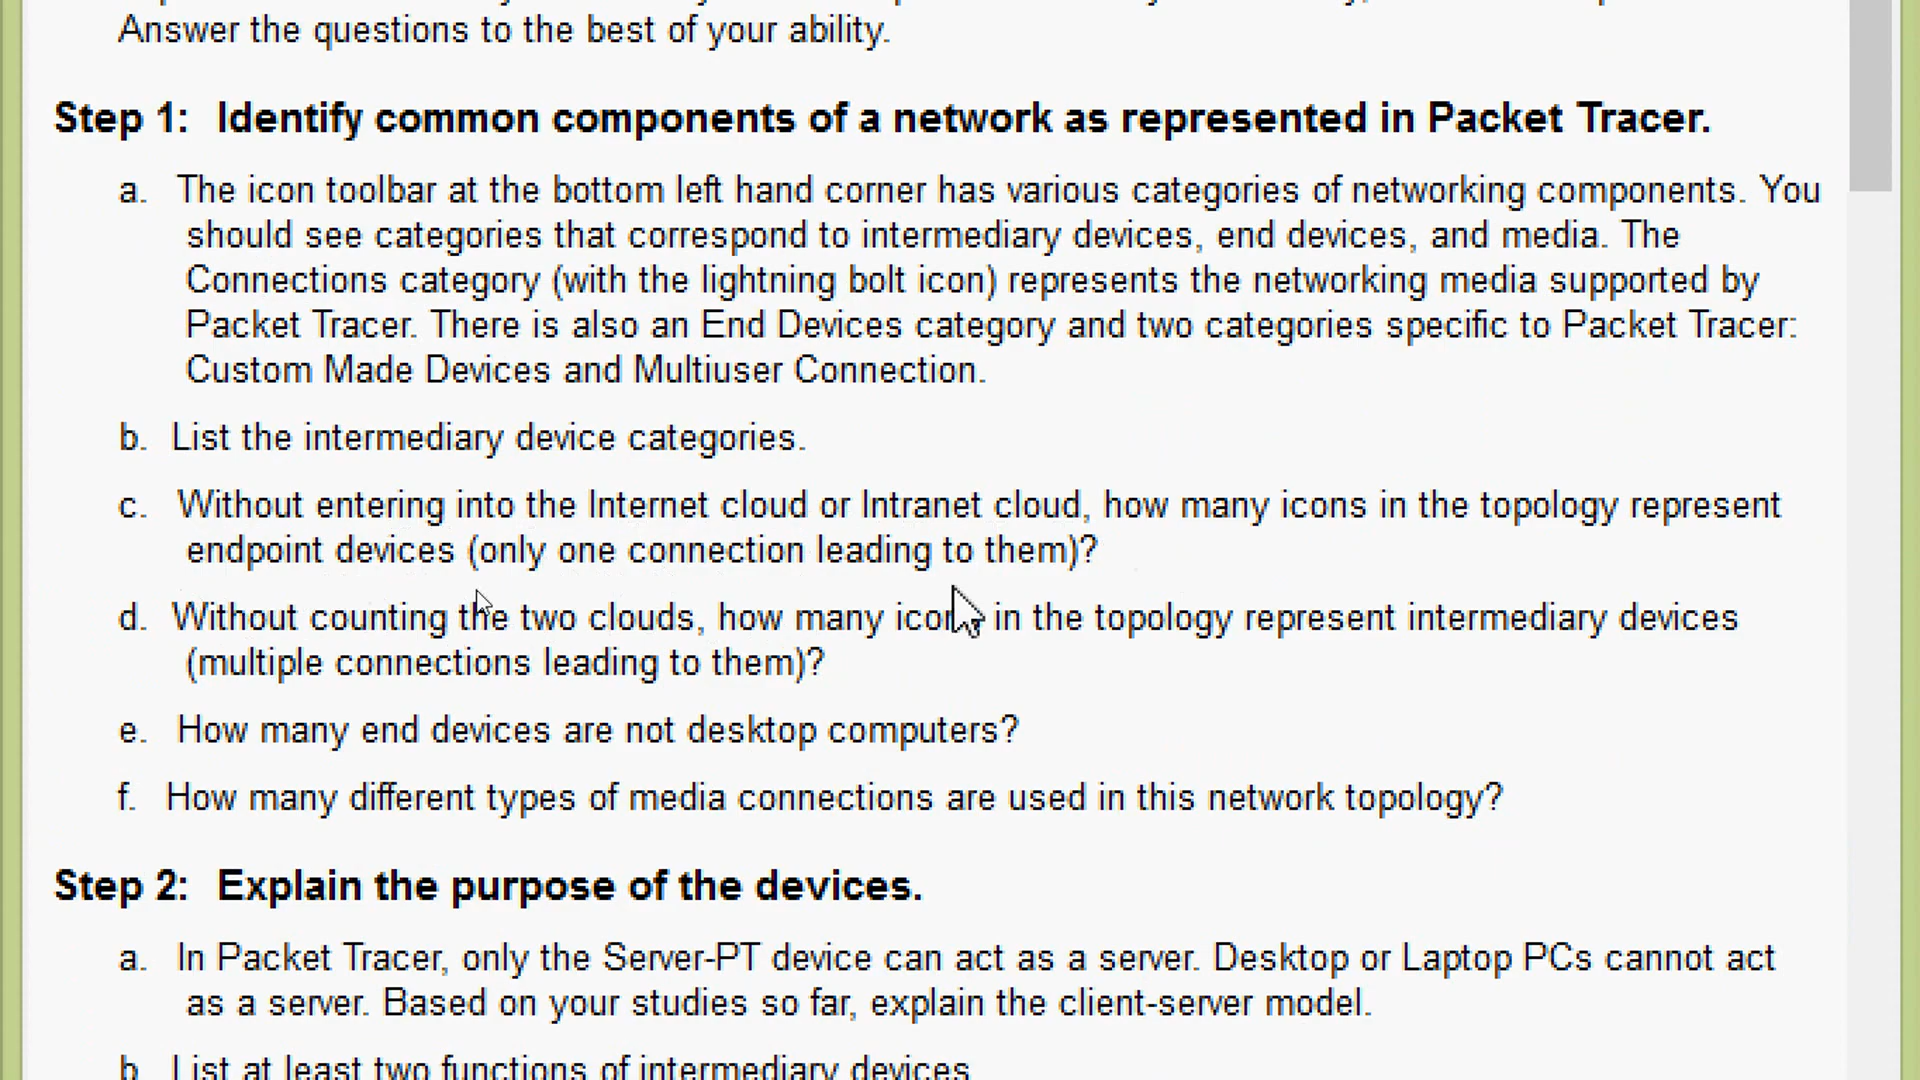 Answer the questions to the best of your ability.
Step 1: Identify common components of a network as represented in Packet Tracer.
a. The icon toolbar at the bottom left hand corner has various categories of networking components. You
should see categories that correspond to intermediary devices, end devices, and media. The
Connections category (with the lightning bolt icon) represents the networking media supported by
Packet Tracer. There is also an End Devices category and two categories specific to Packet Tracer:
Custom Made Devices and Multiuser Connection.
b. List the intermediary device categories.
c. Without entering into the Internet cloud or Intranet cloud, how many icons in the topology represent
endpoint devices (only one connection leading to them)?
d. Without counting the two clouds, how many icons in the topology represent intermediary devices
(multiple connections leading to them)?
e. How many end devices are not desktop computers?
f. How many different types of media connections are used in this network topology?
Step 2: Explain the purpose of the devices.
a. In Packet Tracer, only the Server-PT device can act as a server. Desktop or Laptop PCs cannot act
as a server. Based on your studies so far, explain the client-server model.
b. List at least two functions of intermediary devices